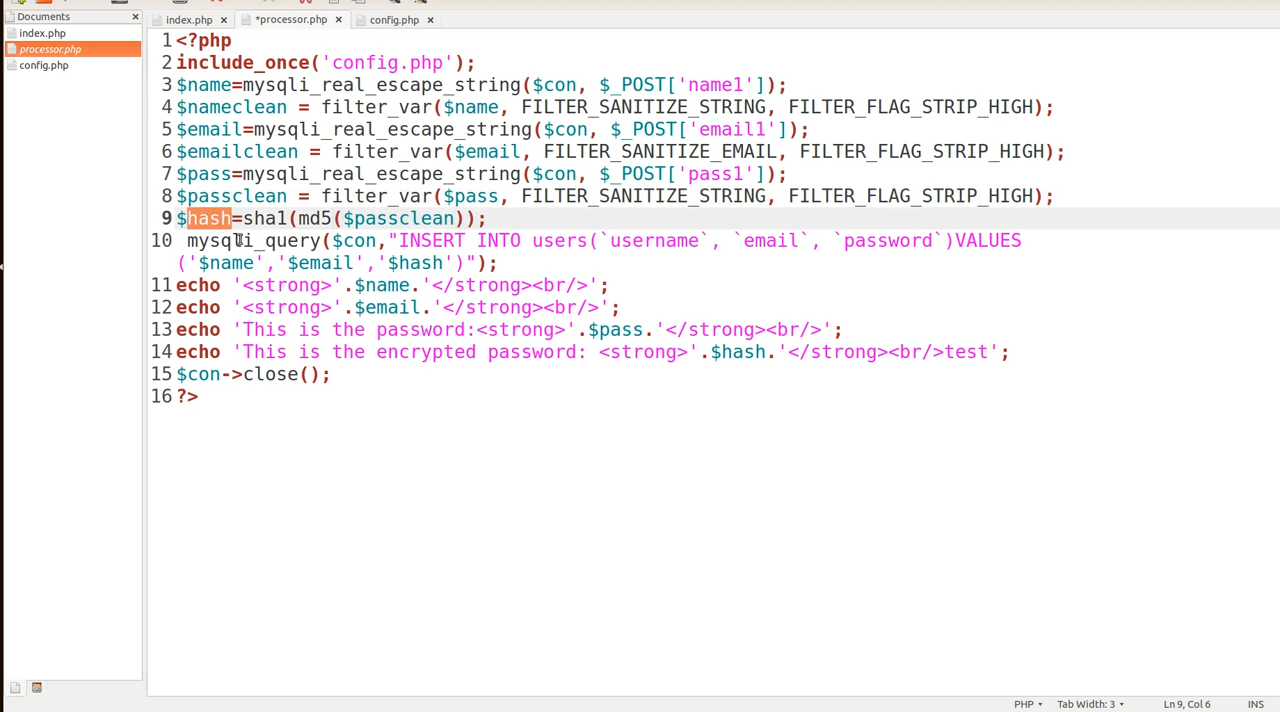 Documents
index.php
processor.php
config.php
index.php
*processor.php
config.php
1 <?php
2 include_once('config.php');
3 $name=mysqli_real_escape_string($con, $_POST['name1']);
4 $nameclean = filter_var($name, FILTER_SANITIZE_STRING, FILTER_FLAG_STRIP_HIGH);
5 $email=mysqli_real_escape_string($con, $_POST['email1']);
6 $emailclean = filter_var($email, FILTER_SANITIZE_EMAIL, FILTER_FLAG_STRIP_HIGH);
7 $pass=mysqli_real_escape_string($con, $_POST['pass1']);
8 $passclean = filter_var($pass, FILTER_SANITIZE_STRING, FILTER_FLAG_STRIP_HIGH);
9 $hash=sha1(md5($passclean));
10 mysqli_query($con,"INSERT INTO users(`username`, `email`, `password`)VALUES
('$name','$email','$hash')");
11 echo '<strong>'.$name.'</strong><br/>';
12 echo '<strong>'.$email.'</strong><br/>';
13 echo 'This is the password:<strong>'.$pass.'</strong><br/>';
14 echo 'This is the encrypted password: <strong>'.$hash.'</strong><br/>test';
15 $con->close();
16 ?>
PHP
Tab Width: 3
Ln 9, Col 6
INS